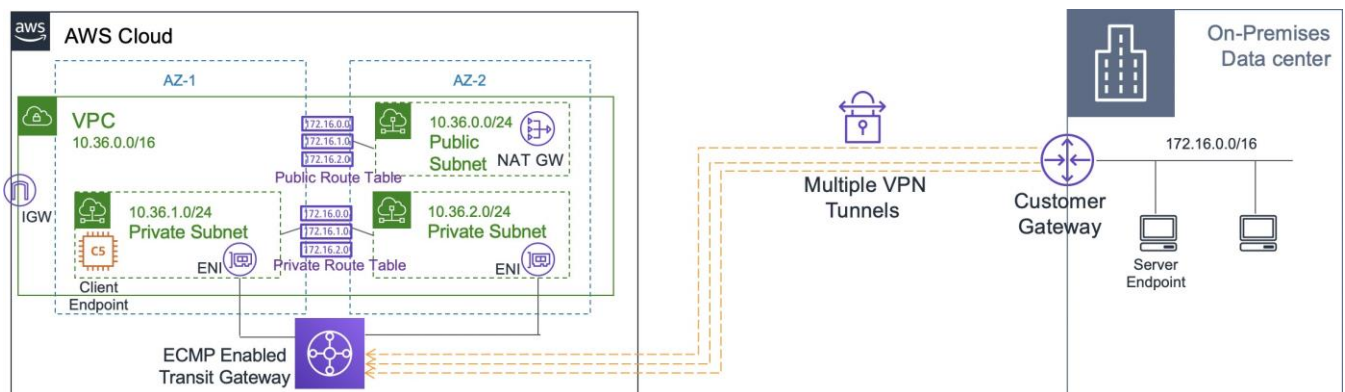 aws
AWS Cloud
AZ-1
AZ-2
VPC
10.36.0.0/16
172.16.0.0
172.16.1.0
172.16.2.0
Public Route Table
10.36.0.0/24
Public
Subnet
NAT GW
IGW
10.36.1.0/24
Private Subnet
C5
ENI
Client
Endpoint
172.16.0.0
172.16.1.0
172.16.2.0
Private Route Table
10.36.2.0/24
Private Subnet
ENI
ECMP Enabled
Transit Gateway
Multiple VPN
Tunnels
On-Premises
Data center
172.16.0.0/16
Customer
Gateway
Server
Endpoint